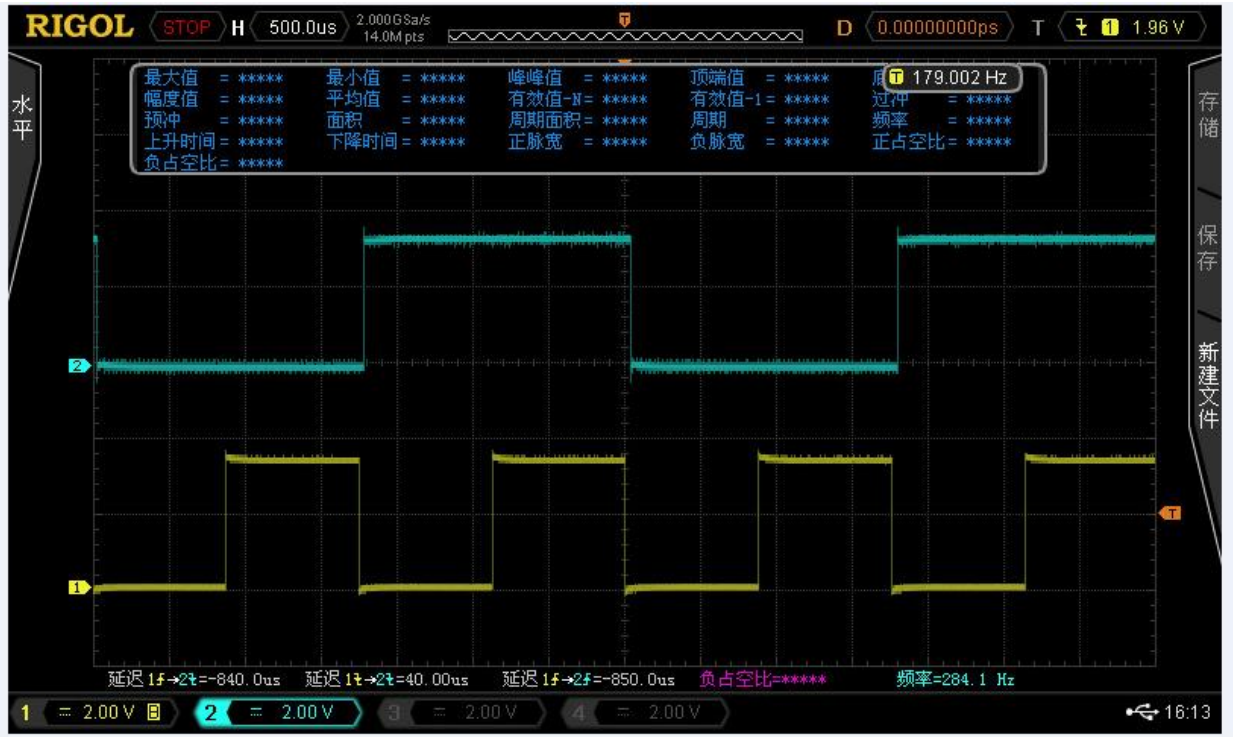 RIGOL STOP H 500.0us 2.000GSa/s 14.0M pts D 0.00000000ps T 1 1.96 V
T
水平
最大值 = ***** 最小值 = ***** 峰峰值 = ***** 顶端值 = ***** T 179.002 Hz
幅度值 = ***** 平均值 = ***** 有效值-N= ***** 有效值-1= ***** 过冲 = *****
预冲 = ***** 面积 = ***** 周期面积= ***** 周期 = ***** 频率 = *****
上升时间= ***** 下降时间= ***** 正脉宽 = ***** 负脉宽 = ***** 正占空比= *****
负占空比= *****
存储
保存
新建文件
2
T
1
延迟1→2=-840.0us 延迟1→2=40.00us 延迟1→2=-850.0us 负占空比=***** 频率=284.1 Hz
1 = 2.00 V B 2 = 2.00 V 3 = 2.00 V 4 = 2.00 V 16:13